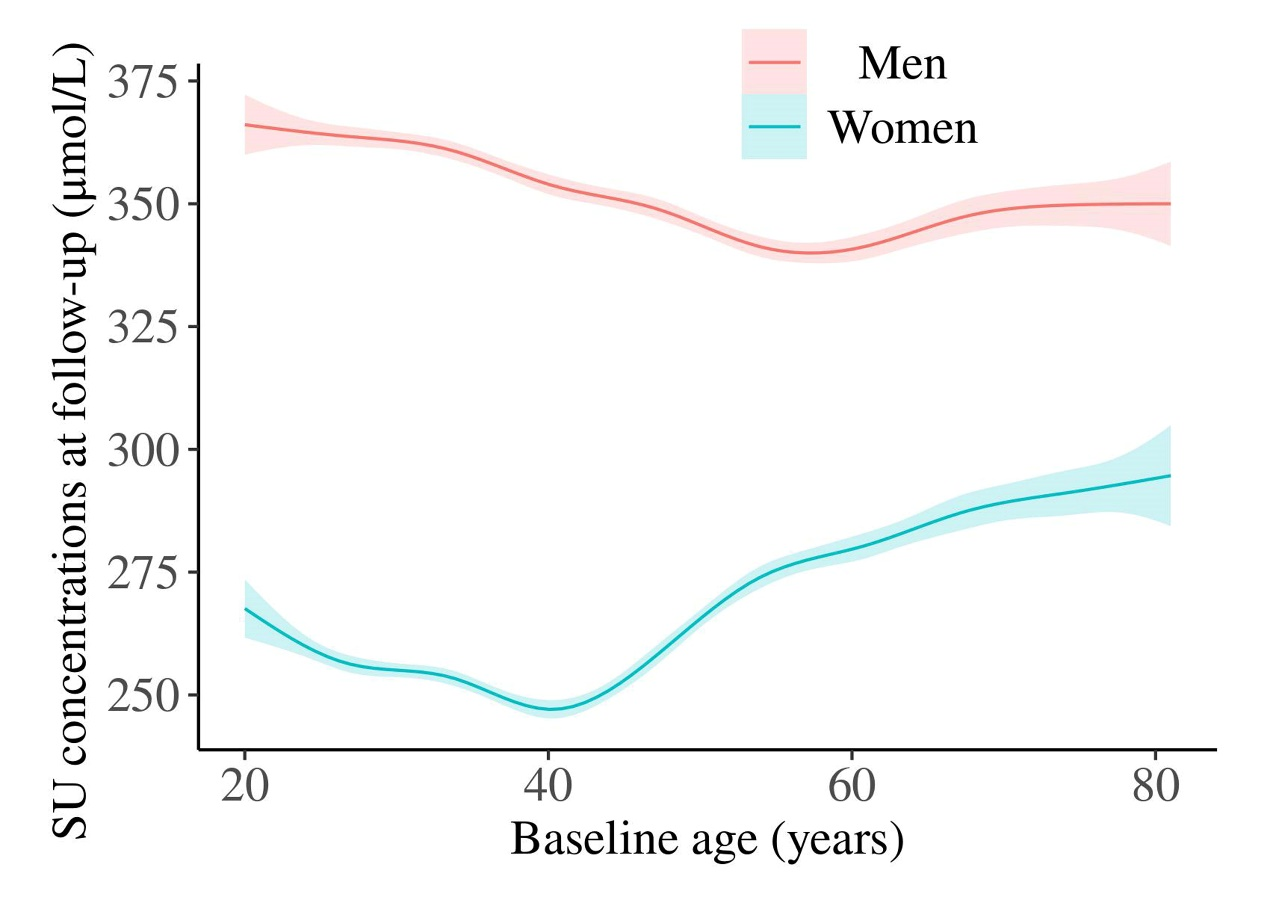 SU concentrations at follow-up (μmol/L)
375
350
325
300
275
250
Men
Women
20 40 60 80
Baseline age (years)